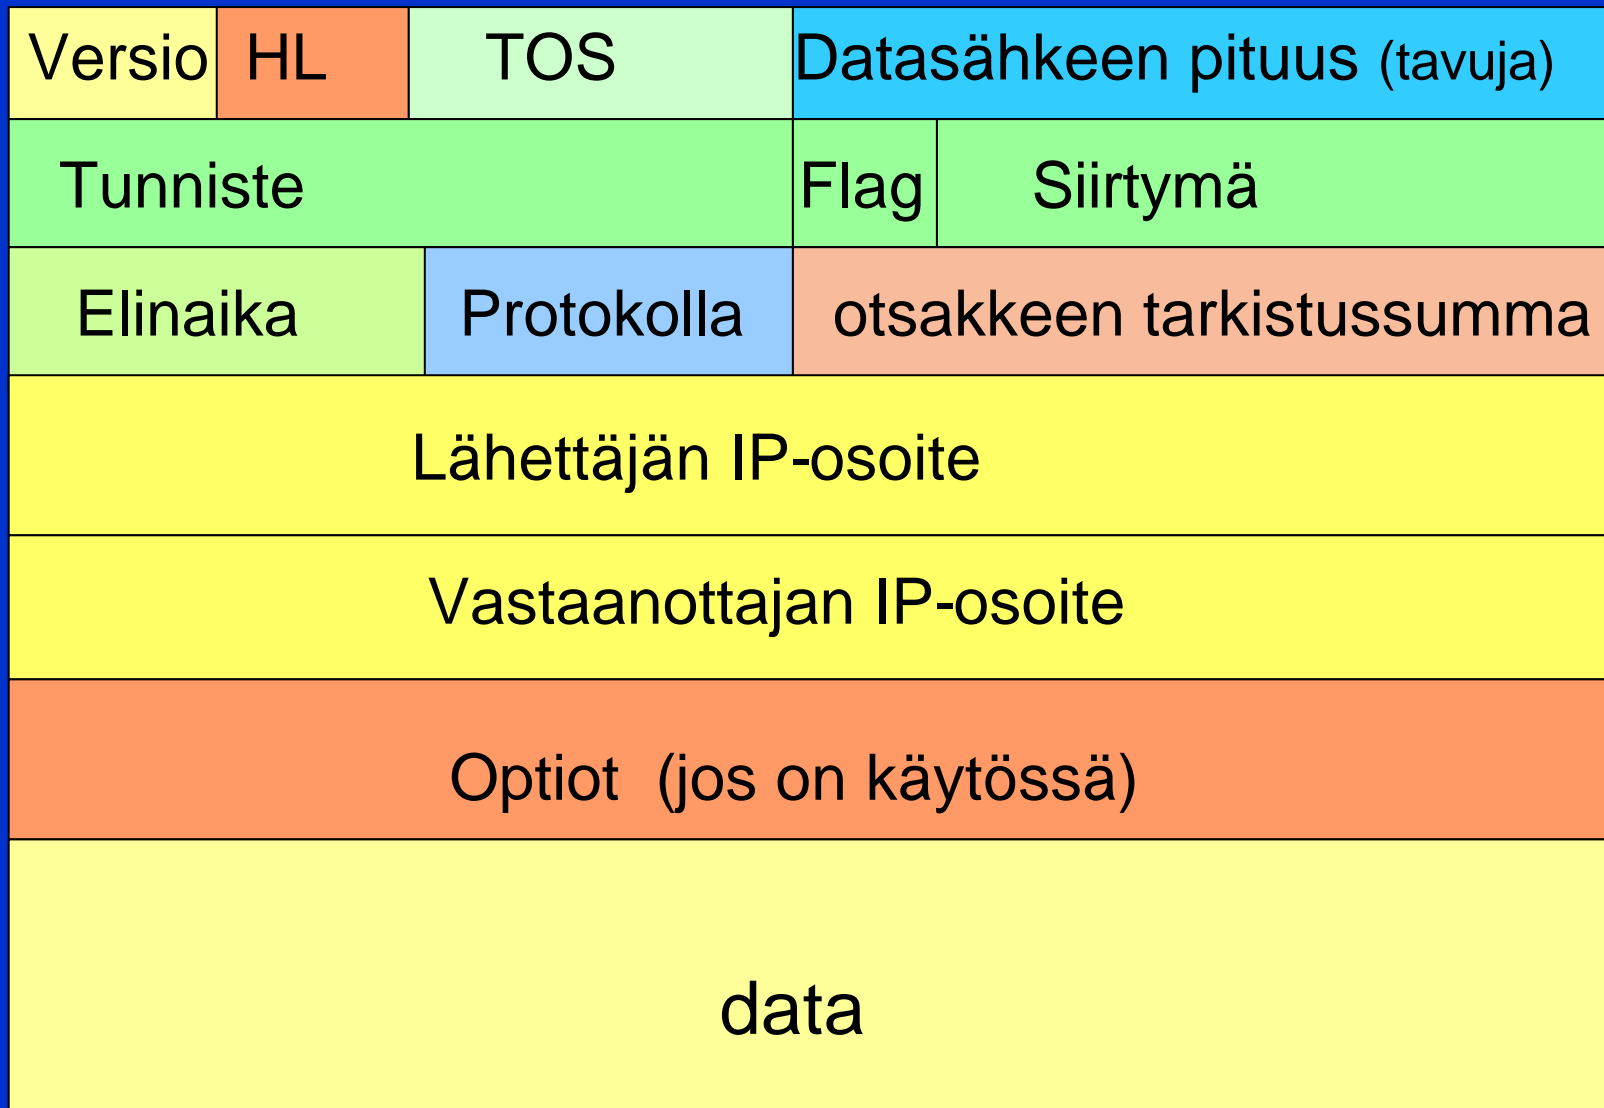 Versio HL TOS Datasähkeen pituus (tavuja)
Tunniste Flag Siirtymä
Elinaika Protokolla otsakkeen tarkistussumma
Lähettäjän IP-osoite
Vastaanottajan IP-osoite
Optiot (jos on käytössä)
data